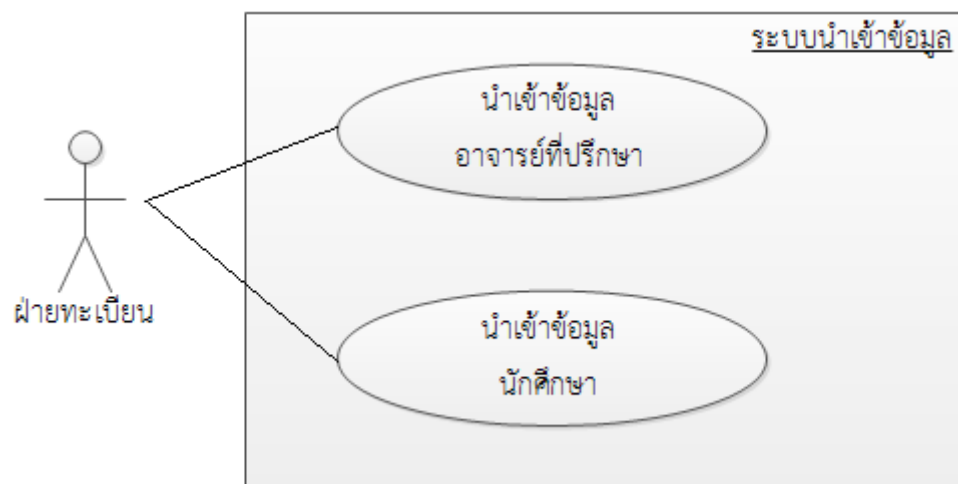 ระบบนำเข้าข้อมูล
นำเข้าข้อมูล
อาจารย์ที่ปรึกษา
ฝ่ายทะเบียน
นำเข้าข้อมูล
นักศึกษา